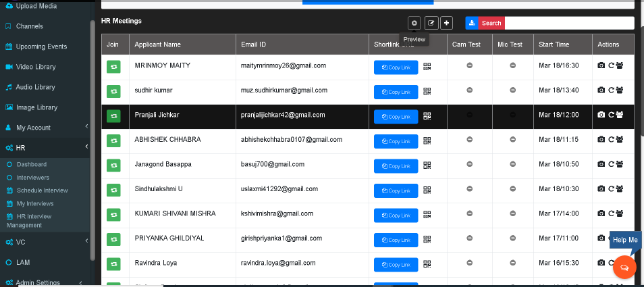 Upload Media
Channels
Upcoming Events
Video Library
Audio Library
Image Library
My Account
HR
Dashboard
Interviewers
Schedule Interview
My Interviews
HR Interview
Management
VC
LAM
Admin Settings
HR Meetings
Search
Preview
Join Applicant Name Email ID Shortlink Cam Test Mic Test Start Time Actions
MRINMOY MAITY maitymrinmoy26@gmail.com Copy Link Mar 18/16:30
sudhir kumar muz.sudhirkumar@gmail.com Copy Link Mar 18/13:40
Pranjali Jichkar pranjalijichkar42@gmail.com Copy Link Mar 18/12:00
ABHISHEK CHHABRA abhishekchhabra0107@gmail.com Copy Link Mar 18/11:15
Janagond Basappa basuj700@gmail.com Copy Link Mar 18/10:50
Sindhulakshmi U uslaxmi41292@gmail.com Copy Link Mar 18/10:30
KUMARI SHIVANI MISHRA kshivimishra@gmail.com Copy Link Mar 17/14:00
PRIYANKA GHILDIYAL girishpriyanka1@gmail.com Copy Link Mar 17/11:00
Help Me
Ravindra Loya ravindra.loya@gmail.com Copy Link Mar 16/15:30